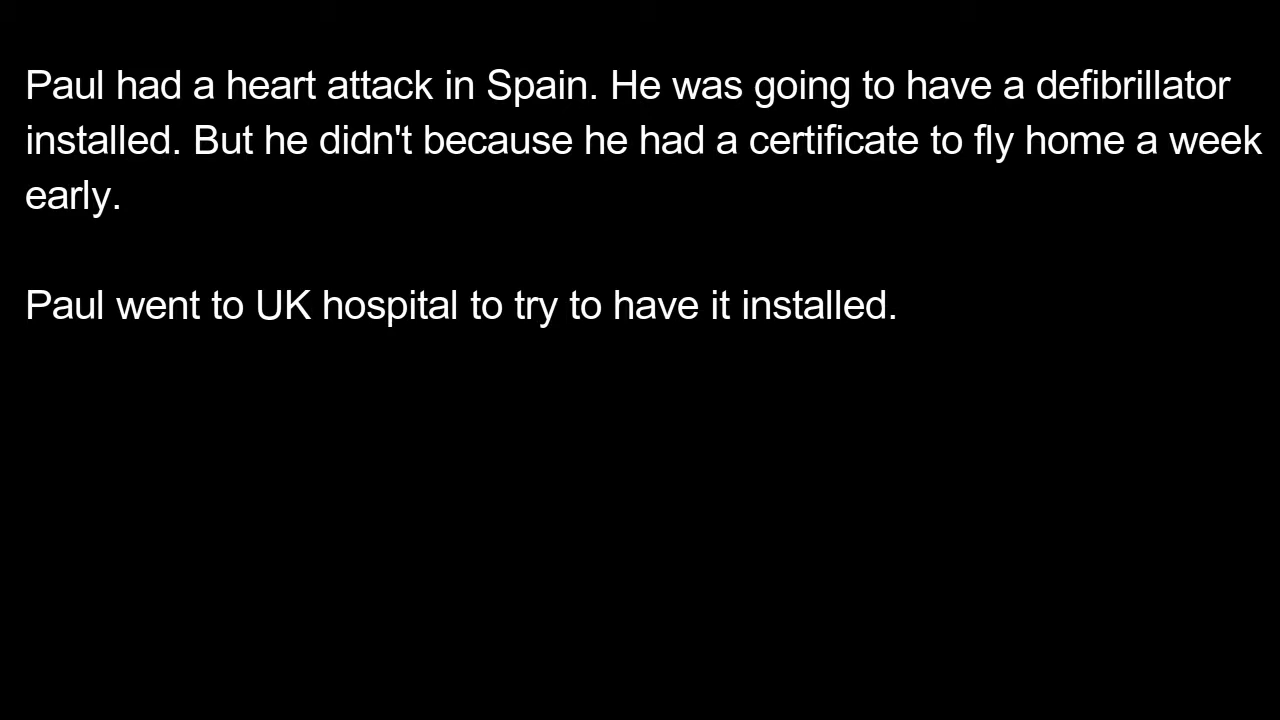 Paul had a heart attack in Spain. He was going to have a defibrillator
installed. But he didn't because he had a certificate to fly home a week
early.
Paul went to UK hospital to try to have it installed.